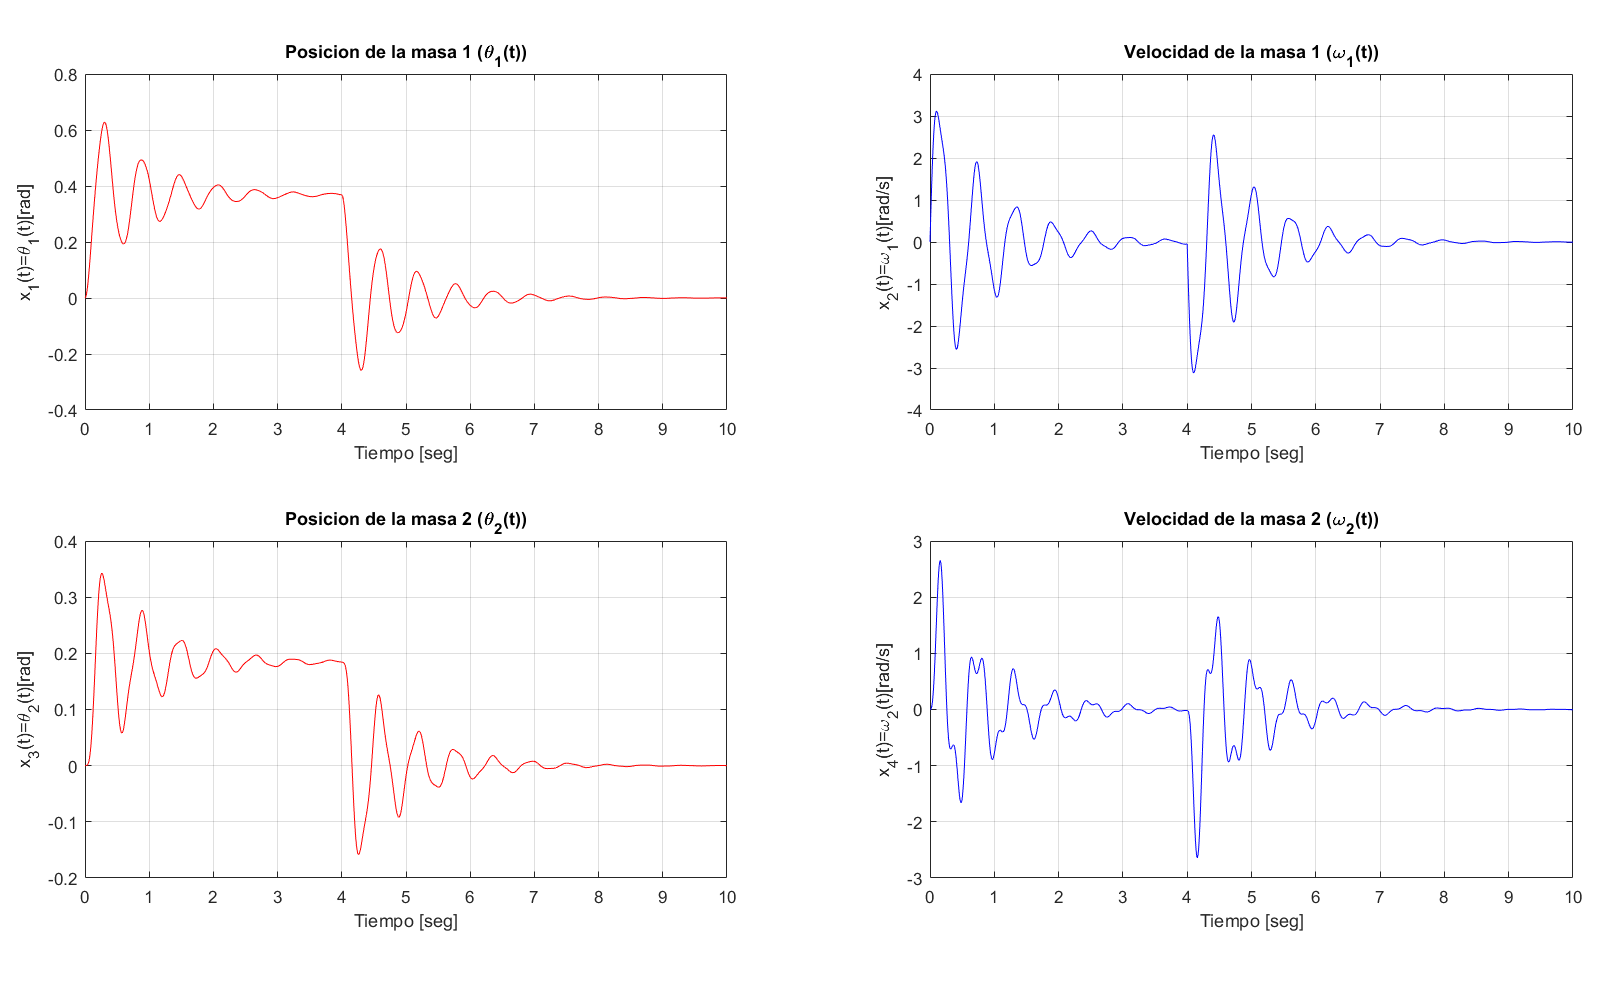 Posicion de la masa 1 (θ₁(t))
x₁(t)=θ₁(t)[rad]
0.8
0.6
0.4
0.2
0
-0.2
-0.4
0 1 2 3 4 5 6 7 8 9 10
Tiempo [seg]
Velocidad de la masa 1 (ω₁(t))
x₂(t)=ω₁(t)[rad/s]
4
3
2
1
0
-1
-2
-3
-4
0 1 2 3 4 5 6 7 8 9 10
Tiempo [seg]
Posicion de la masa 2 (θ₂(t))
x₃(t)=θ₂(t)[rad]
0.4
0.3
0.2
0.1
0
-0.1
-0.2
0 1 2 3 4 5 6 7 8 9 10
Tiempo [seg]
Velocidad de la masa 2 (ω₂(t))
x₄(t)=ω₂(t)[rad/s]
3
2
1
0
-1
-2
-3
0 1 2 3 4 5 6 7 8 9 10
Tiempo [seg]